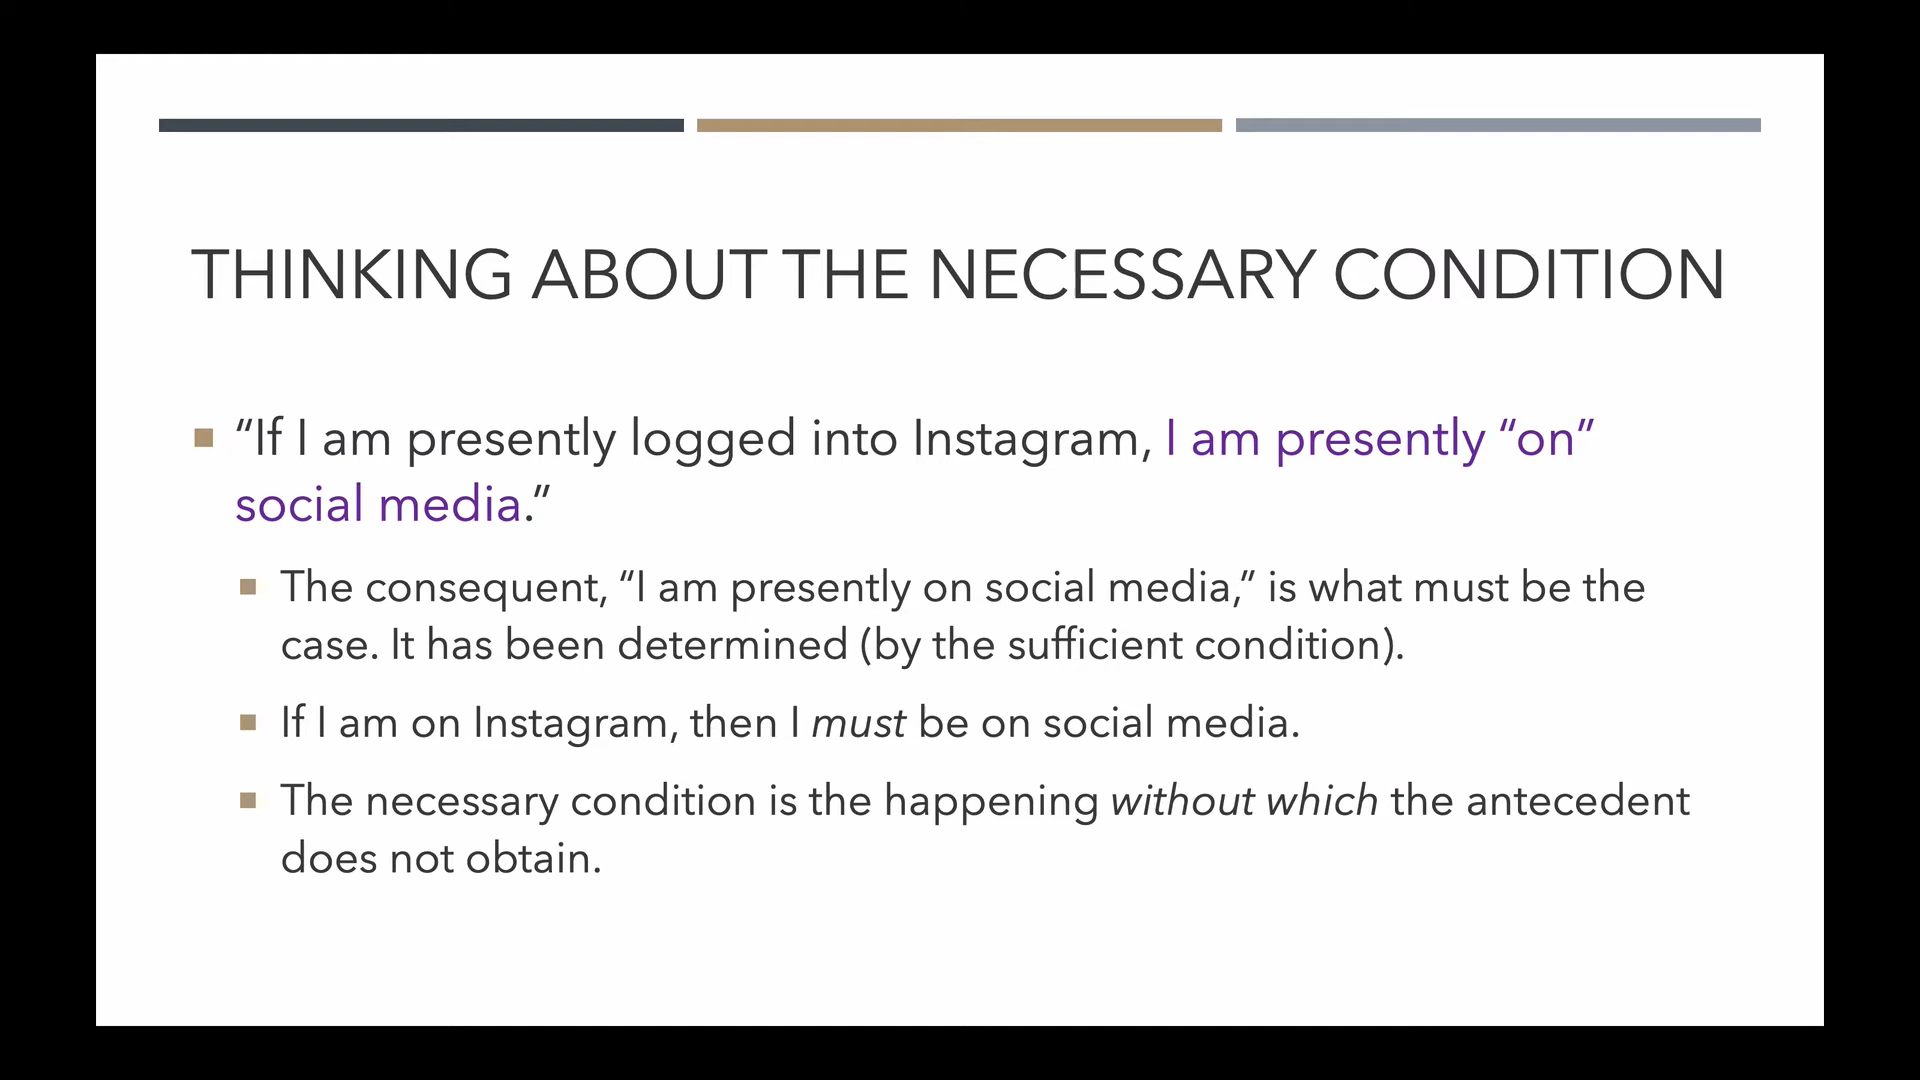 THINKING ABOUT THE NECESSARY CONDITION
“If I am presently logged into Instagram, I am presently “on”
social media.”
The consequent, “I am presently on social media,” is what must be the
case. It has been determined (by the sufficient condition).
If I am on Instagram, then I must be on social media.
The necessary condition is the happening without which the antecedent
does not obtain.